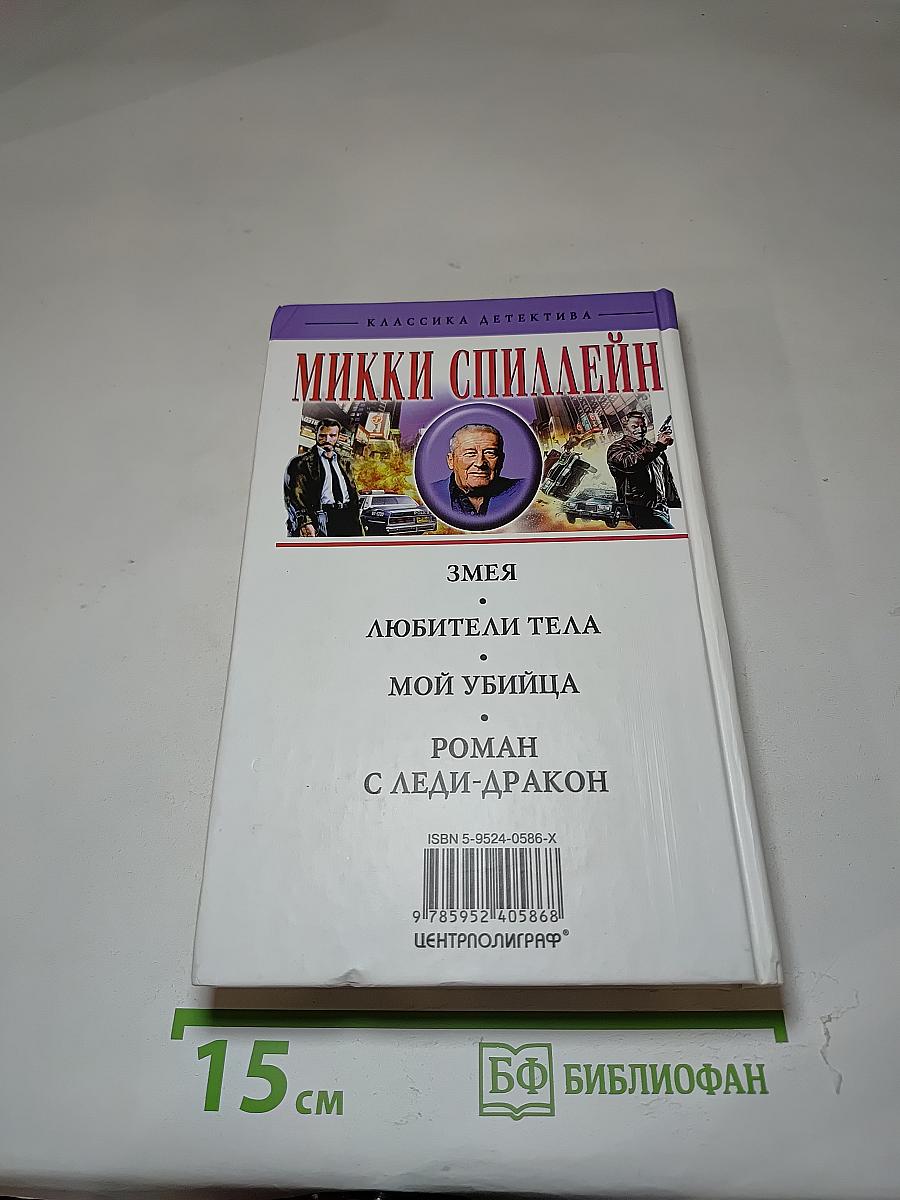 КЛАССИКА ДЕТЕКТИВА
МИККИ СПИЛЛЕЙН
ЗМЕЯ
•
ЛЮБИТЕЛИ ТЕЛА
•
МОЙ УБИЙЦА
•
РОМАН
С ЛЕДИ-ДРАКОН
ISBN 5-9524-0586-X
9 785952 405868
ЦЕНТРПОЛИГРАФ®
15 см
БФ БИБЛИОФАН